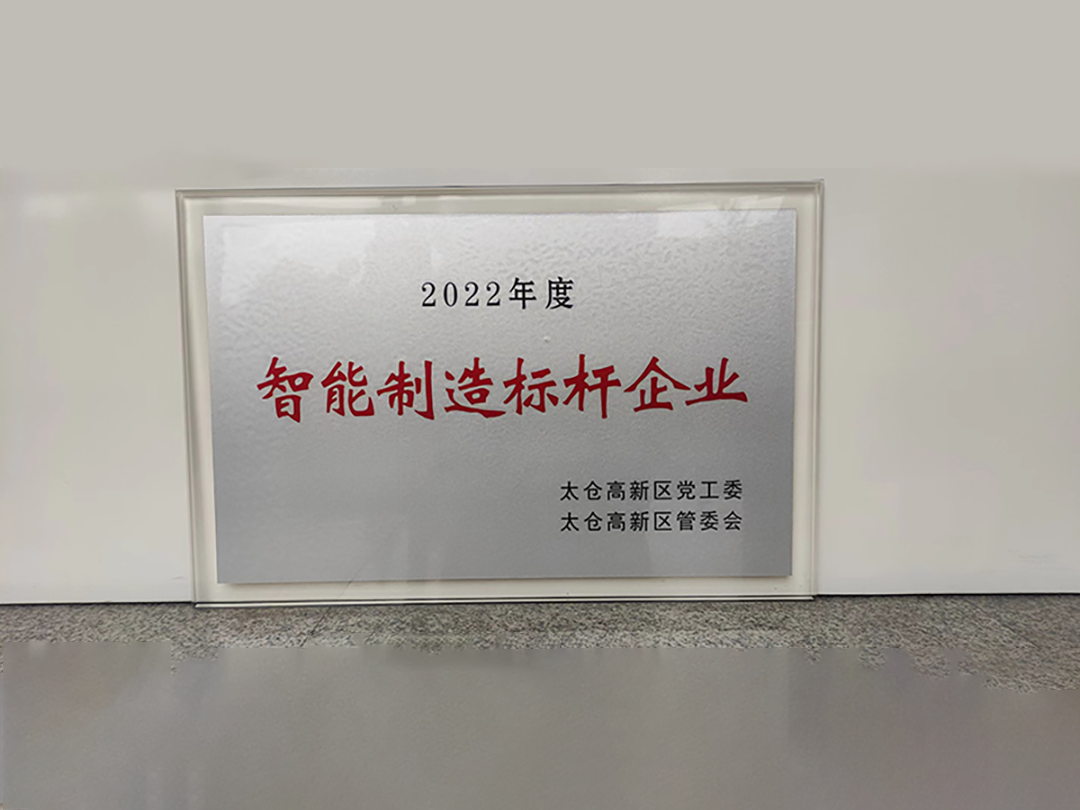 2022年度
智能制造标杆企业
太仓高新区党工委
太仓高新区管委会